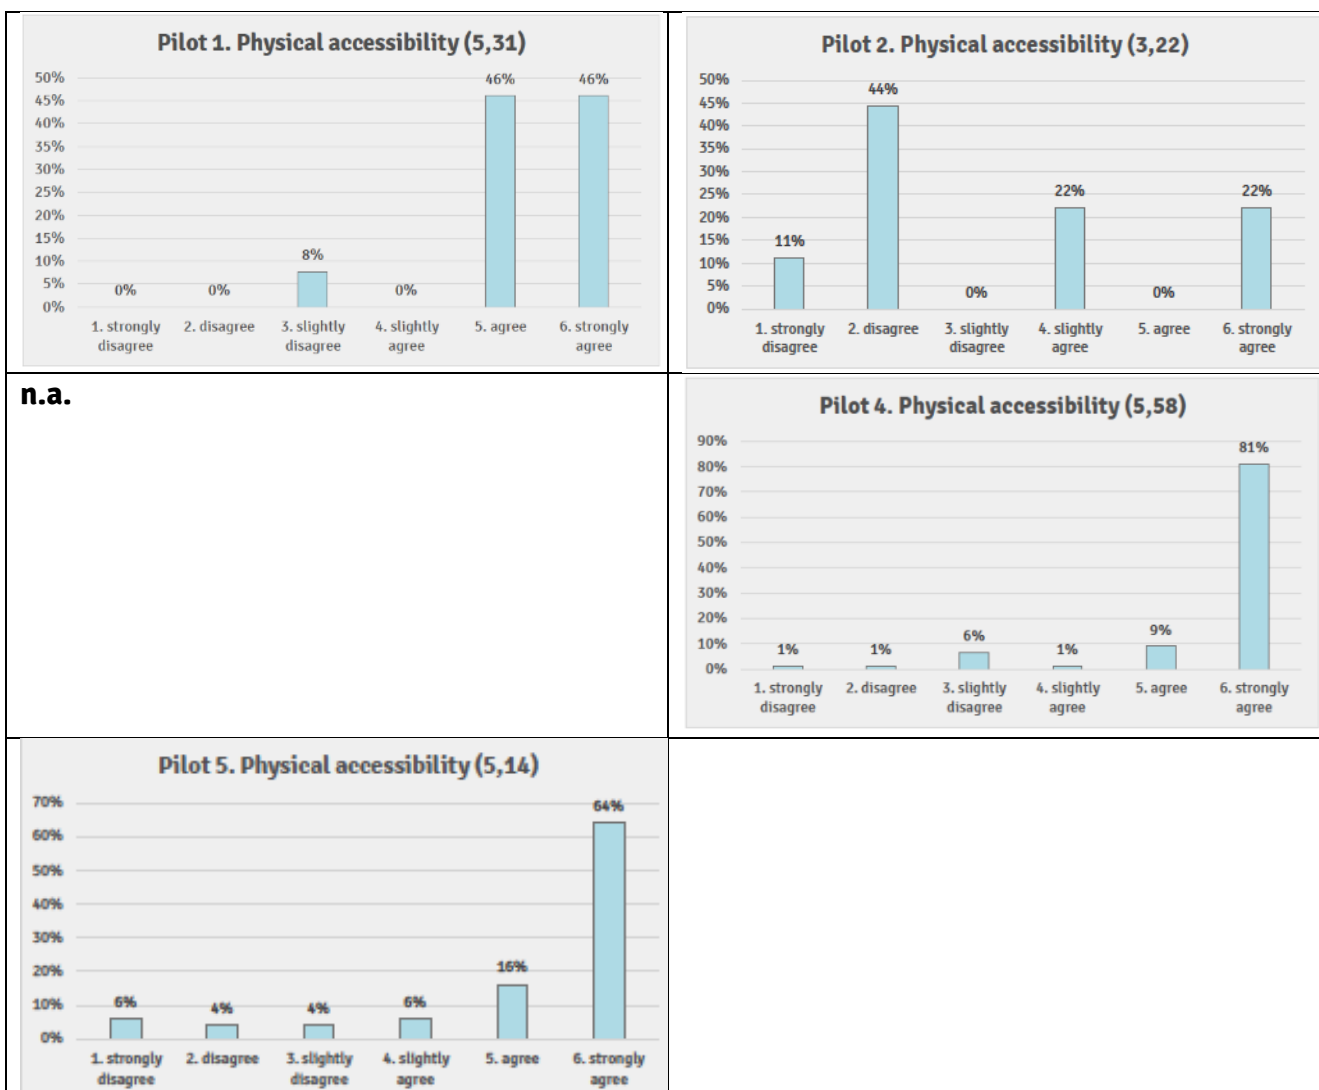 Pilot 1. Physical accessibility (5,31)
50%
45%
40%
35%
30%
25%
20%
15%
10%
5%
0%
0%
0%
8%
0%
46%
46%
1. strongly disagree
2. disagree
3. slightly disagree
4. slightly agree
5. agree
6. strongly agree
Pilot 2. Physical accessibility (3,22)
50%
45%
40%
35%
30%
25%
20%
15%
10%
5%
0%
11%
44%
0%
22%
0%
22%
1. strongly disagree
2. disagree
3. slightly disagree
4. slightly agree
5. agree
6. strongly agree
n.a.
Pilot 4. Physical accessibility (5,58)
90%
80%
70%
60%
50%
40%
30%
20%
10%
0%
1%
1%
6%
1%
9%
81%
1. strongly disagree
2. disagree
3. slightly disagree
4. slightly agree
5. agree
6. strongly agree
Pilot 5. Physical accessibility (5,14)
70%
60%
50%
40%
30%
20%
10%
0%
6%
4%
4%
6%
16%
64%
1. strongly disagree
2. disagree
3. slightly disagree
4. slightly agree
5. agree
6. strongly agree